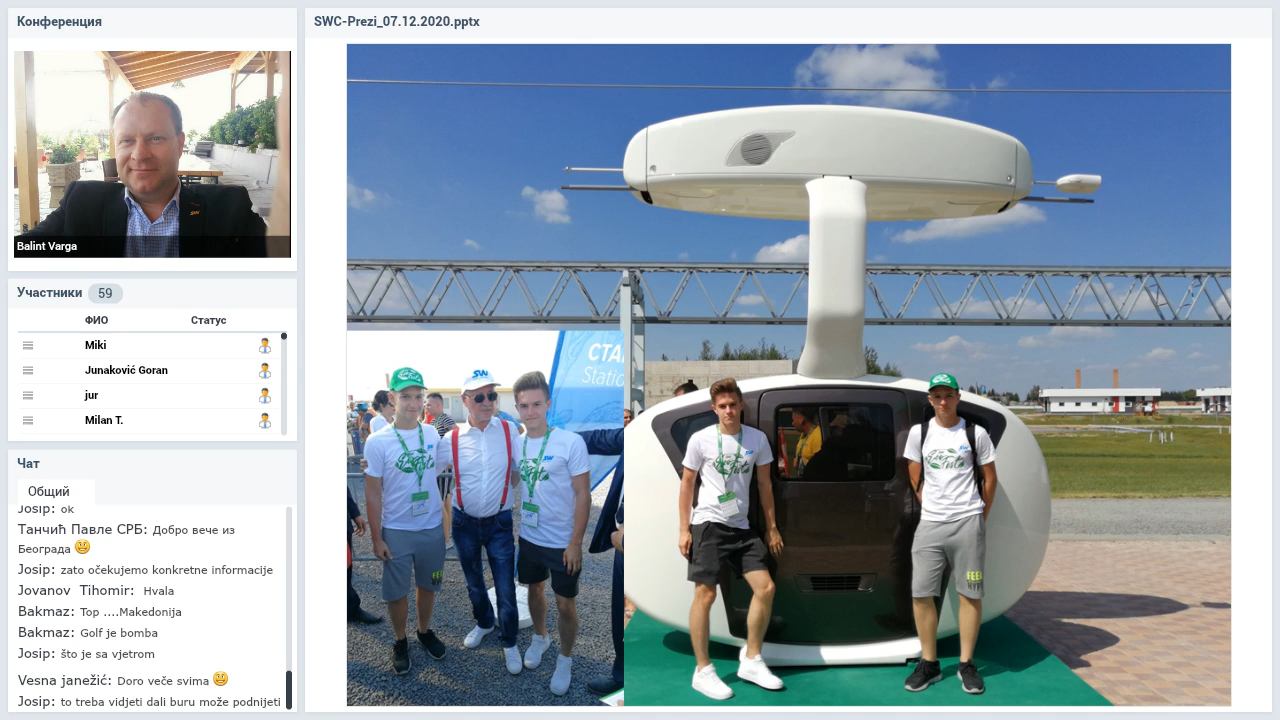 Конференция
Balint Varga
Участники 59
ФИО Статус
Miki
Junaković Goran
jur
Milan T.
Чат
Общий
Josip: ok
Танчић Павле СРБ: Добро вече из
Београда
Josip: zato očekujemo konkretne informacije
Jovanov Tihomir: Hvala
Bakmaz: Top ....Makedonija
Bakmaz: Golf je bomba
Josip: što je sa vjetrom
Vesna janežić: Doro veče svima
Josip: to treba vidjeti dali buru može podnijeti
SWC-Prezi_07.12.2020.pptx
SW
СТА
Statio
SW
SW
SW